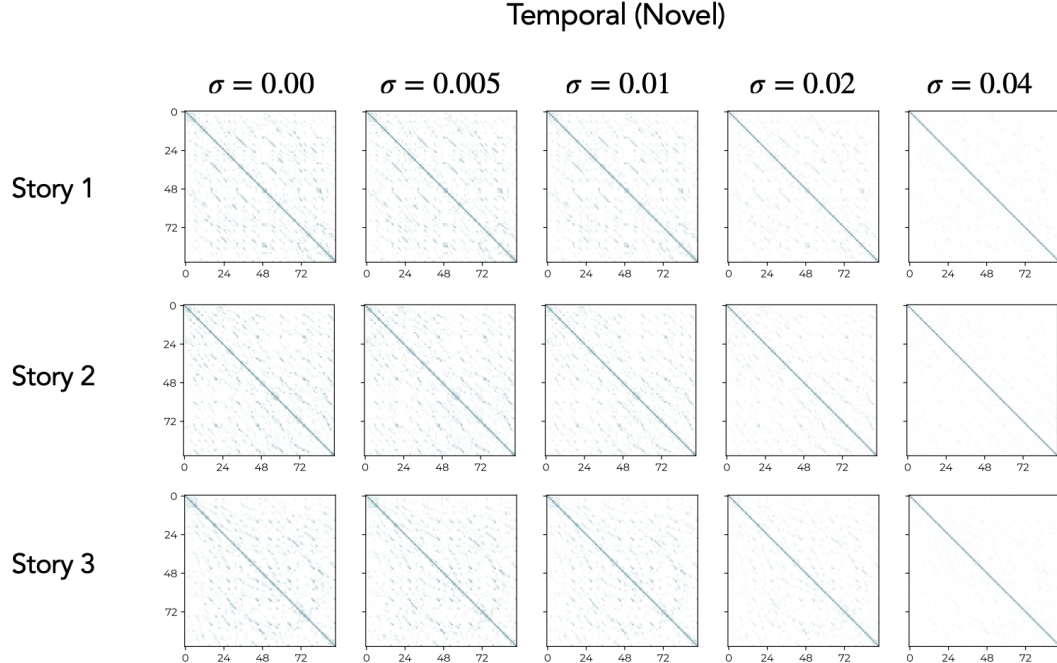 Temporal (Novel)
σ = 0.00 σ = 0.005 σ = 0.01 σ = 0.02 σ = 0.04
Story 1
0
24
48
72
0 24 48 72 0 24 48 72 0 24 48 72 0 24 48 72 0 24 48 72
Story 2
0
24
48
72
0 24 48 72 0 24 48 72 0 24 48 72 0 24 48 72 0 24 48 72
Story 3
0
24
48
72
0 24 48 72 0 24 48 72 0 24 48 72 0 24 48 72 0 24 48 72